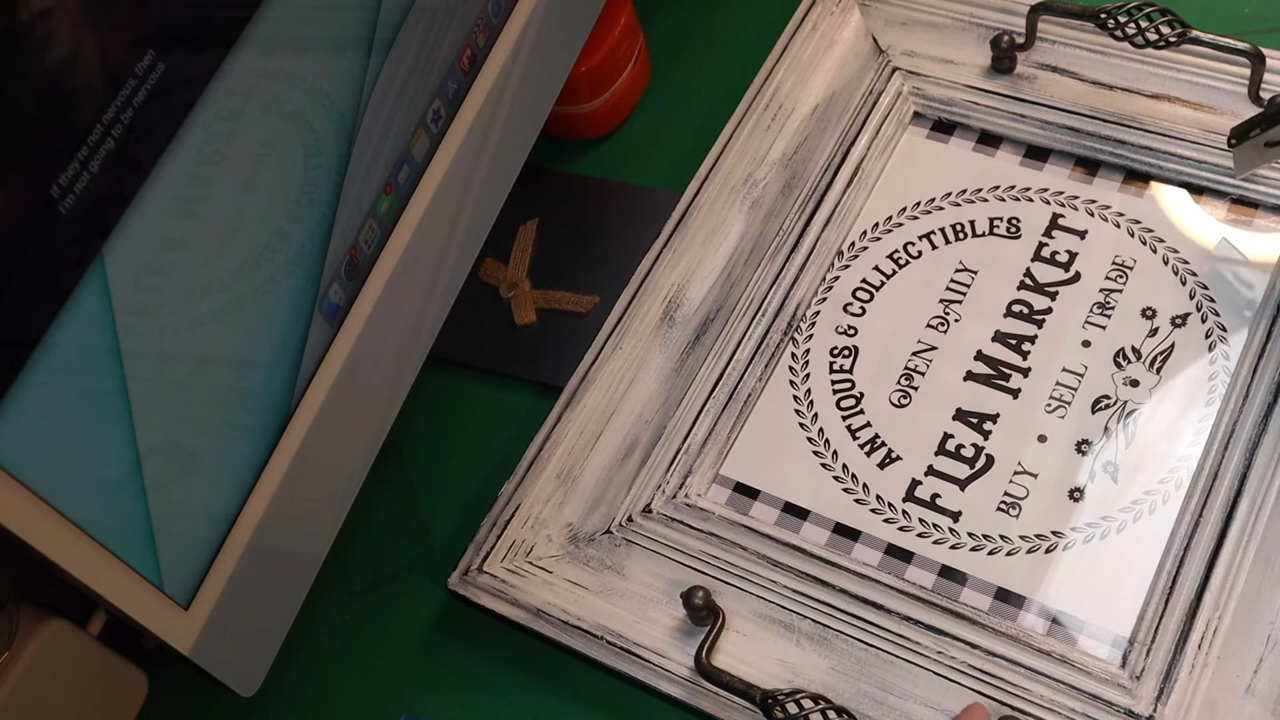 If they're not nervous, then
I'm not going to be nervous.
ANTIQUES & COLLECTIBLES
OPEN DAILY
FLEA MARKET
BUY • SELL • TRADE